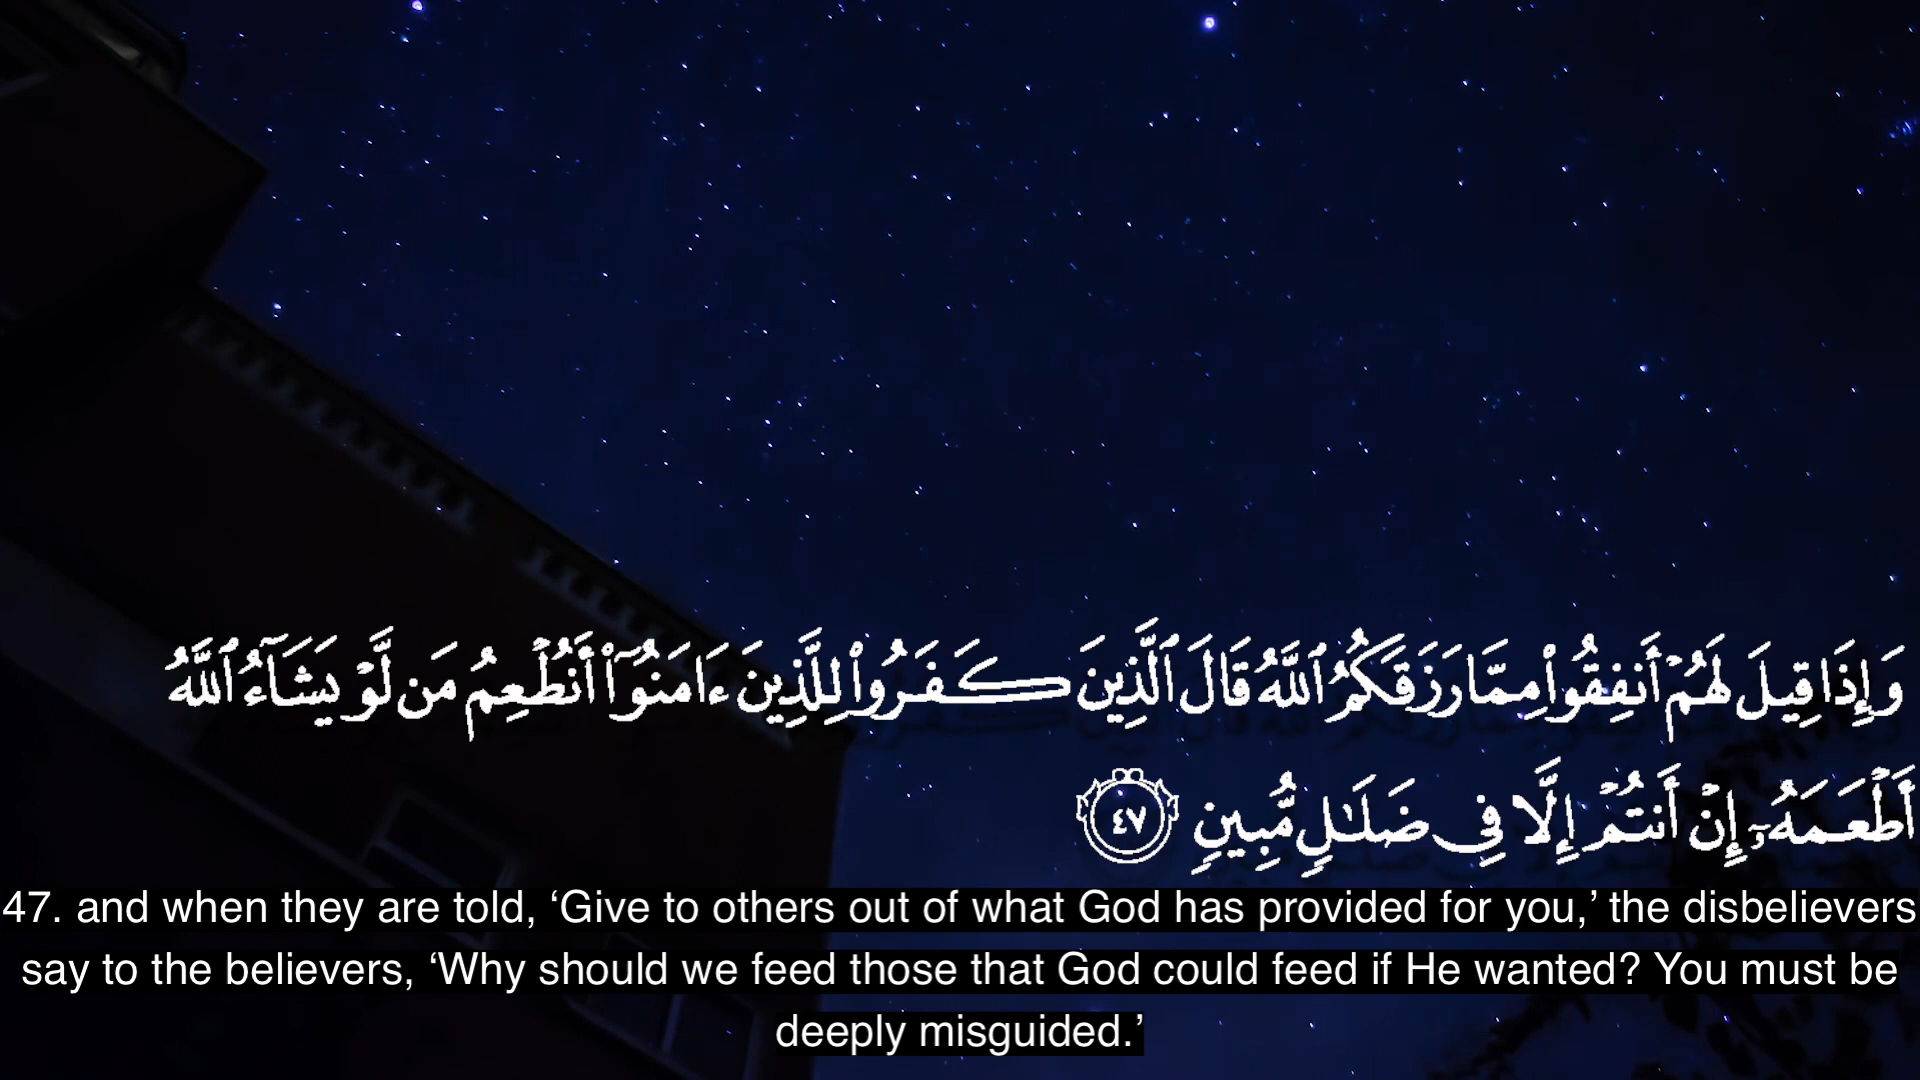 وَإِذَا قِيلَ لَهُمْ أَنفِقُوا۟ مِمَّا رَزَقَكُمُ ٱللَّهُ قَالَ ٱلَّذِينَ كَفَرُوا۟ لِلَّذِينَ ءَامَنُوٓا۟ أَنُطْعِمُ مَن لَّوْ يَشَآءُ ٱللَّهُ
أَطْعَمَهُۥٓ إِنْ أَنتُمْ إِلَّا فِى ضَلَـٰلٍ مُّبِينٍ ٤٧
47. and when they are told, ‘Give to others out of what God has provided for you,’ the disbelievers
say to the believers, ‘Why should we feed those that God could feed if He wanted? You must be
deeply misguided.’